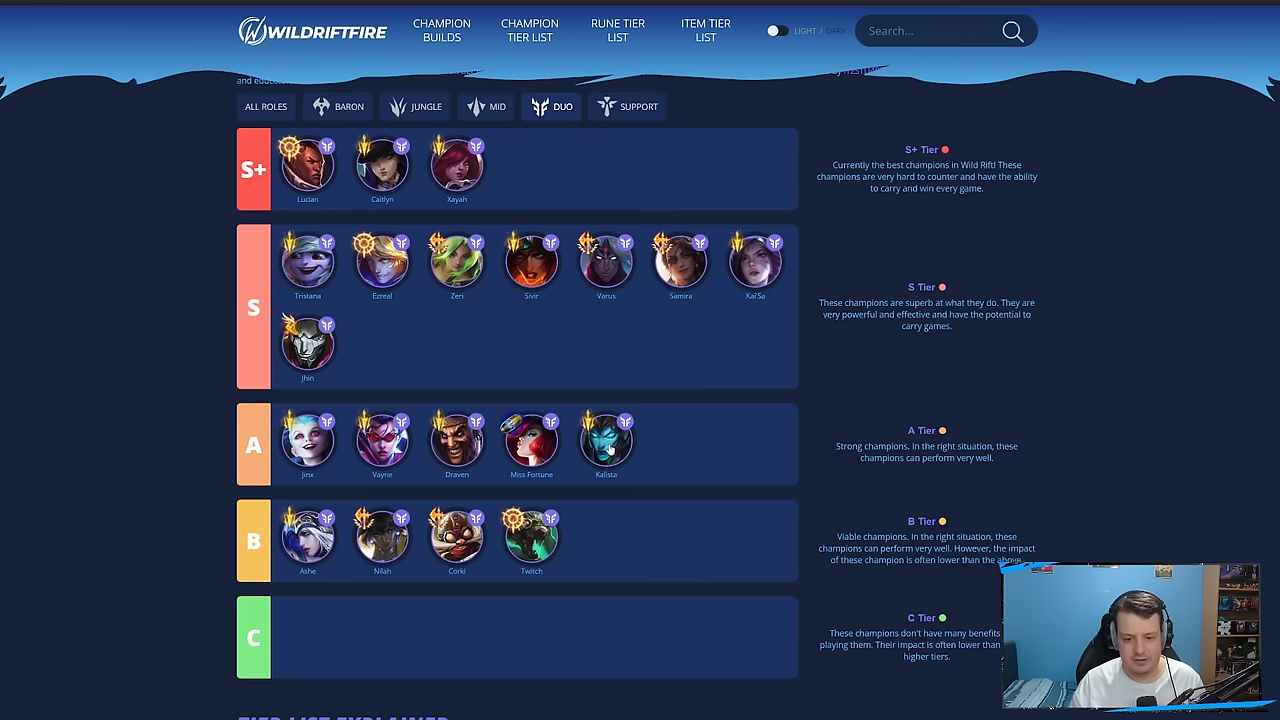 WILDRIFTFIRE
CHAMPION
BUILDS
CHAMPION
TIER LIST
RUNE TIER
LIST
ITEM TIER
LIST
LIGHT / DARK
Search...
ALL ROLES
BARON
JUNGLE
MID
DUO
SUPPORT
S+
Lucian
Caitlyn
Xayah
S+ Tier
Currently the best champions in Wild Rift! These
champions are very hard to counter and have the ability
to carry and win every game.
S
Tristana
Ezreal
Zeri
Sivir
Varus
Samira
Kai'Sa
Jhin
S Tier
These champions are superb at what they do. They are
very powerful and effective and have the potential to
carry games.
A
Jinx
Vayne
Draven
Miss Fortune
Kalista
A Tier
Strong champions. In the right situation, these
champions can perform very well.
B
Ashe
Nilah
Corki
Twitch
B Tier
Viable champions. In the right situation, these
champions can perform very well. However, the impact
of these champion is often lower than the above
C
C Tier
These champions don't have many benefits
playing them. Their impact is often lower than
higher tiers.
TIER LIST EXPLAINED